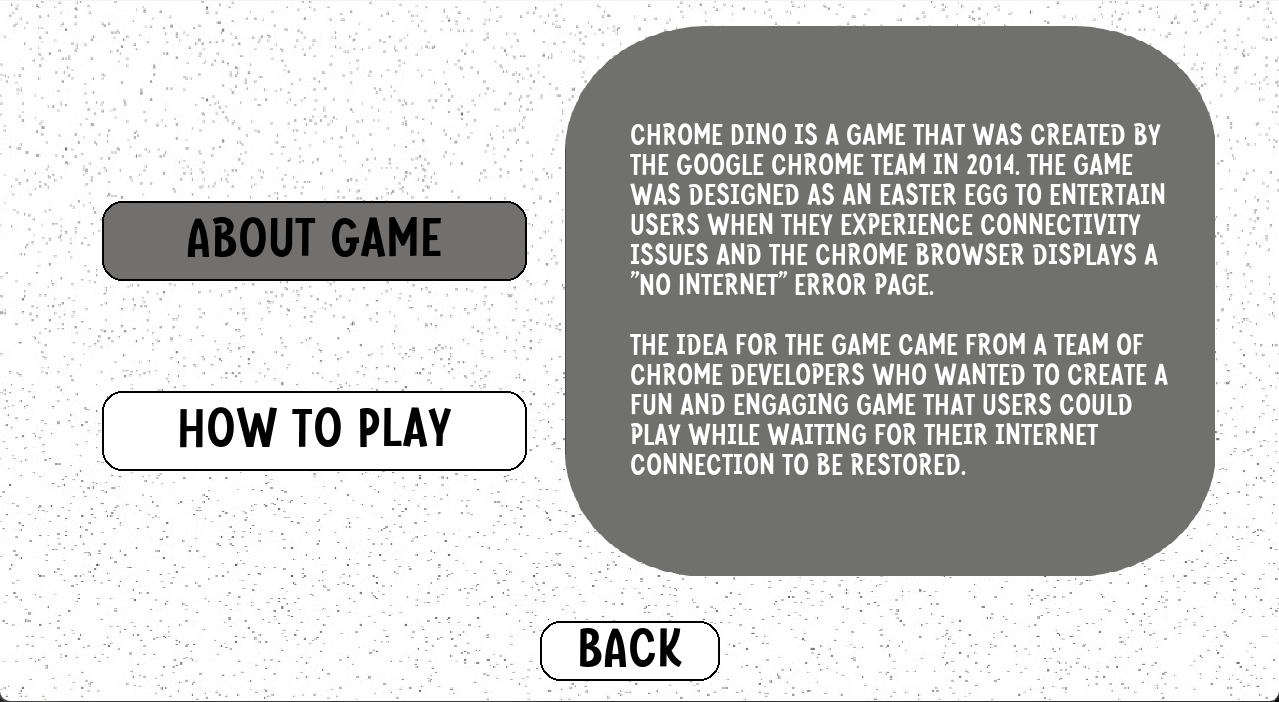 ABOUT GAME
HOW TO PLAY
CHROME DINO IS A GAME THAT WAS CREATED BY
THE GOOGLE CHROME TEAM IN 2014. THE GAME
WAS DESIGNED AS AN EASTER EGG TO ENTERTAIN
USERS WHEN THEY EXPERIENCE CONNECTIVITY
ISSUES AND THE CHROME BROWSER DISPLAYS A
"NO INTERNET" ERROR PAGE.
THE IDEA FOR THE GAME CAME FROM A TEAM OF
CHROME DEVELOPERS WHO WANTED TO CREATE A
FUN AND ENGAGING GAME THAT USERS COULD
PLAY WHILE WAITING FOR THEIR INTERNET
CONNECTION TO BE RESTORED.
BACK